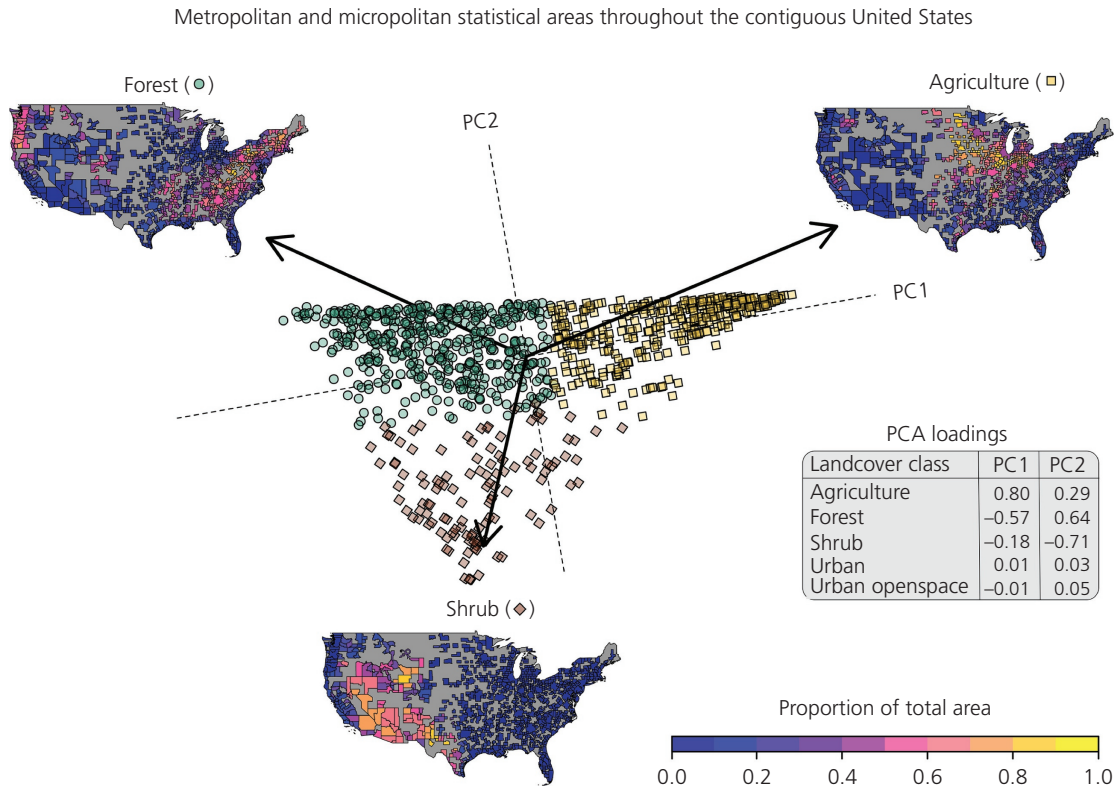 Metropolitan and micropolitan statistical areas throughout the contiguous United States
Forest ( )
Agriculture ( )
PC2
PC1
PCA loadings
Landcover class PC1 PC2
Agriculture 0.80 0.29
Forest –0.57 0.64
Shrub –0.18 –0.71
Urban 0.01 0.03
Urban openspace –0.01 0.05
Shrub ( )
Proportion of total area
0.0 0.2 0.4 0.6 0.8 1.0